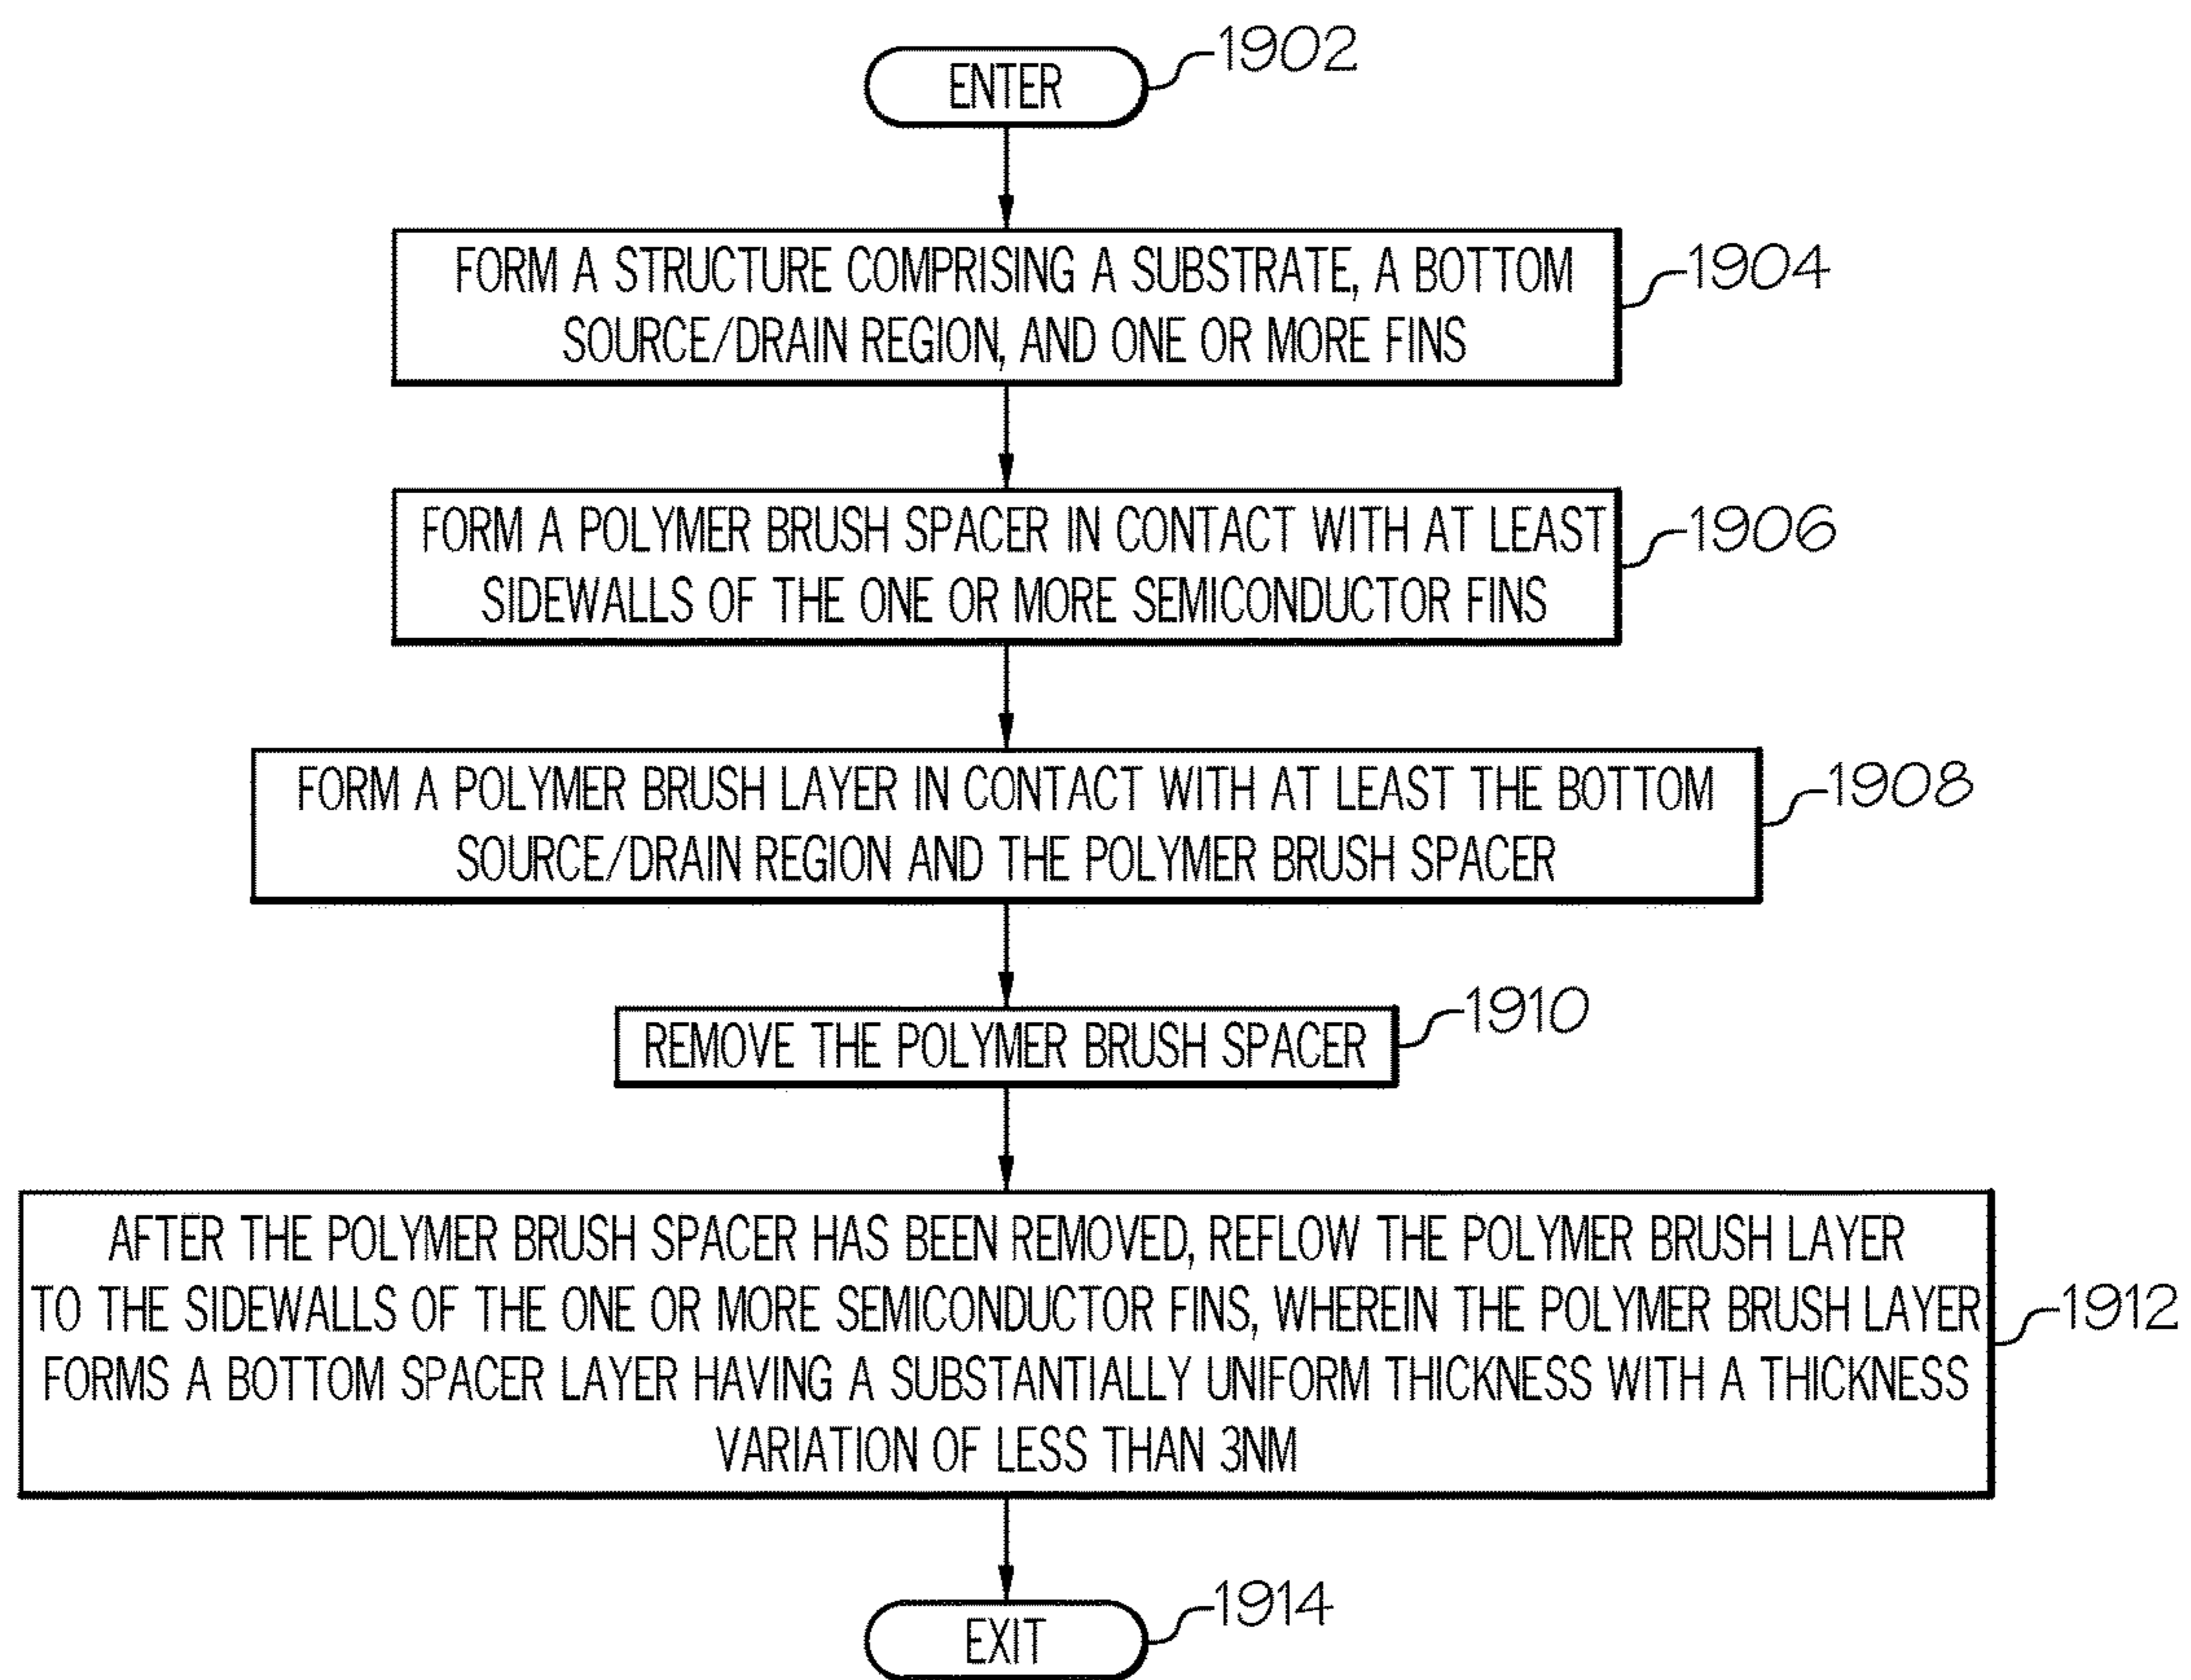 ENTER
1902
FORM A STRUCTURE COMPRISING A SUBSTRATE, A BOTTOM
SOURCE/DRAIN REGION, AND ONE OR MORE FINS
1904
FORM A POLYMER BRUSH SPACER IN CONTACT WITH AT LEAST
SIDEWALLS OF THE ONE OR MORE SEMICONDUCTOR FINS
1906
FORM A POLYMER BRUSH LAYER IN CONTACT WITH AT LEAST THE BOTTOM
SOURCE/DRAIN REGION AND THE POLYMER BRUSH SPACER
1908
REMOVE THE POLYMER BRUSH SPACER
1910
AFTER THE POLYMER BRUSH SPACER HAS BEEN REMOVED, REFLOW THE POLYMER BRUSH LAYER
TO THE SIDEWALLS OF THE ONE OR MORE SEMICONDUCTOR FINS, WHEREIN THE POLYMER BRUSH LAYER
FORMS A BOTTOM SPACER LAYER HAVING A SUBSTANTIALLY UNIFORM THICKNESS WITH A THICKNESS
VARIATION OF LESS THAN 3NM
1912
EXIT
1914